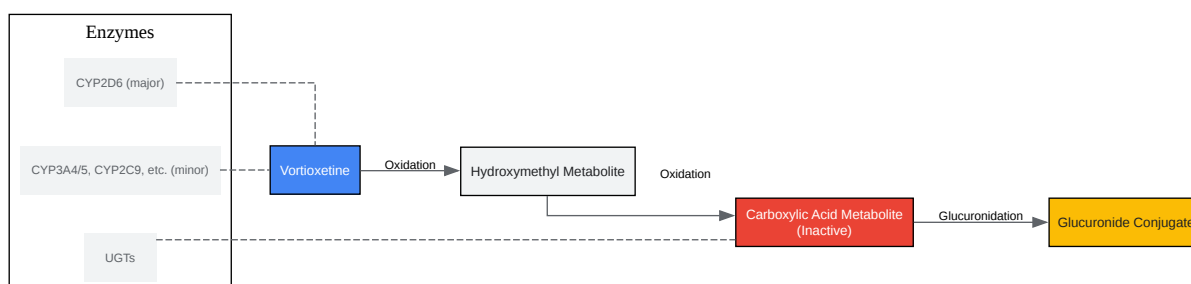 Enzymes
CYP2D6 (major)
CYP3A4/5, CYP2C9, etc. (minor)
UGTs
Vortioxetine
Oxidation
Hydroxymethyl Metabolite
Oxidation
Carboxylic Acid Metabolite
(Inactive)
Glucuronidation
Glucuronide Conjugate